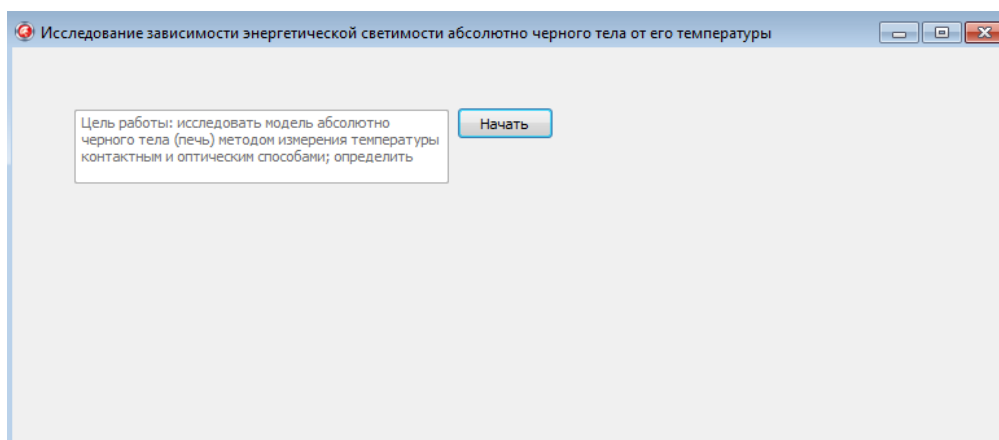 Исследование зависимости энергетической светимости абсолютно черного тела от его температуры
Цель работы: исследовать модель абсолютно
черного тела (печь) методом измерения температуры
контактным и оптическим способами; определить
Начать